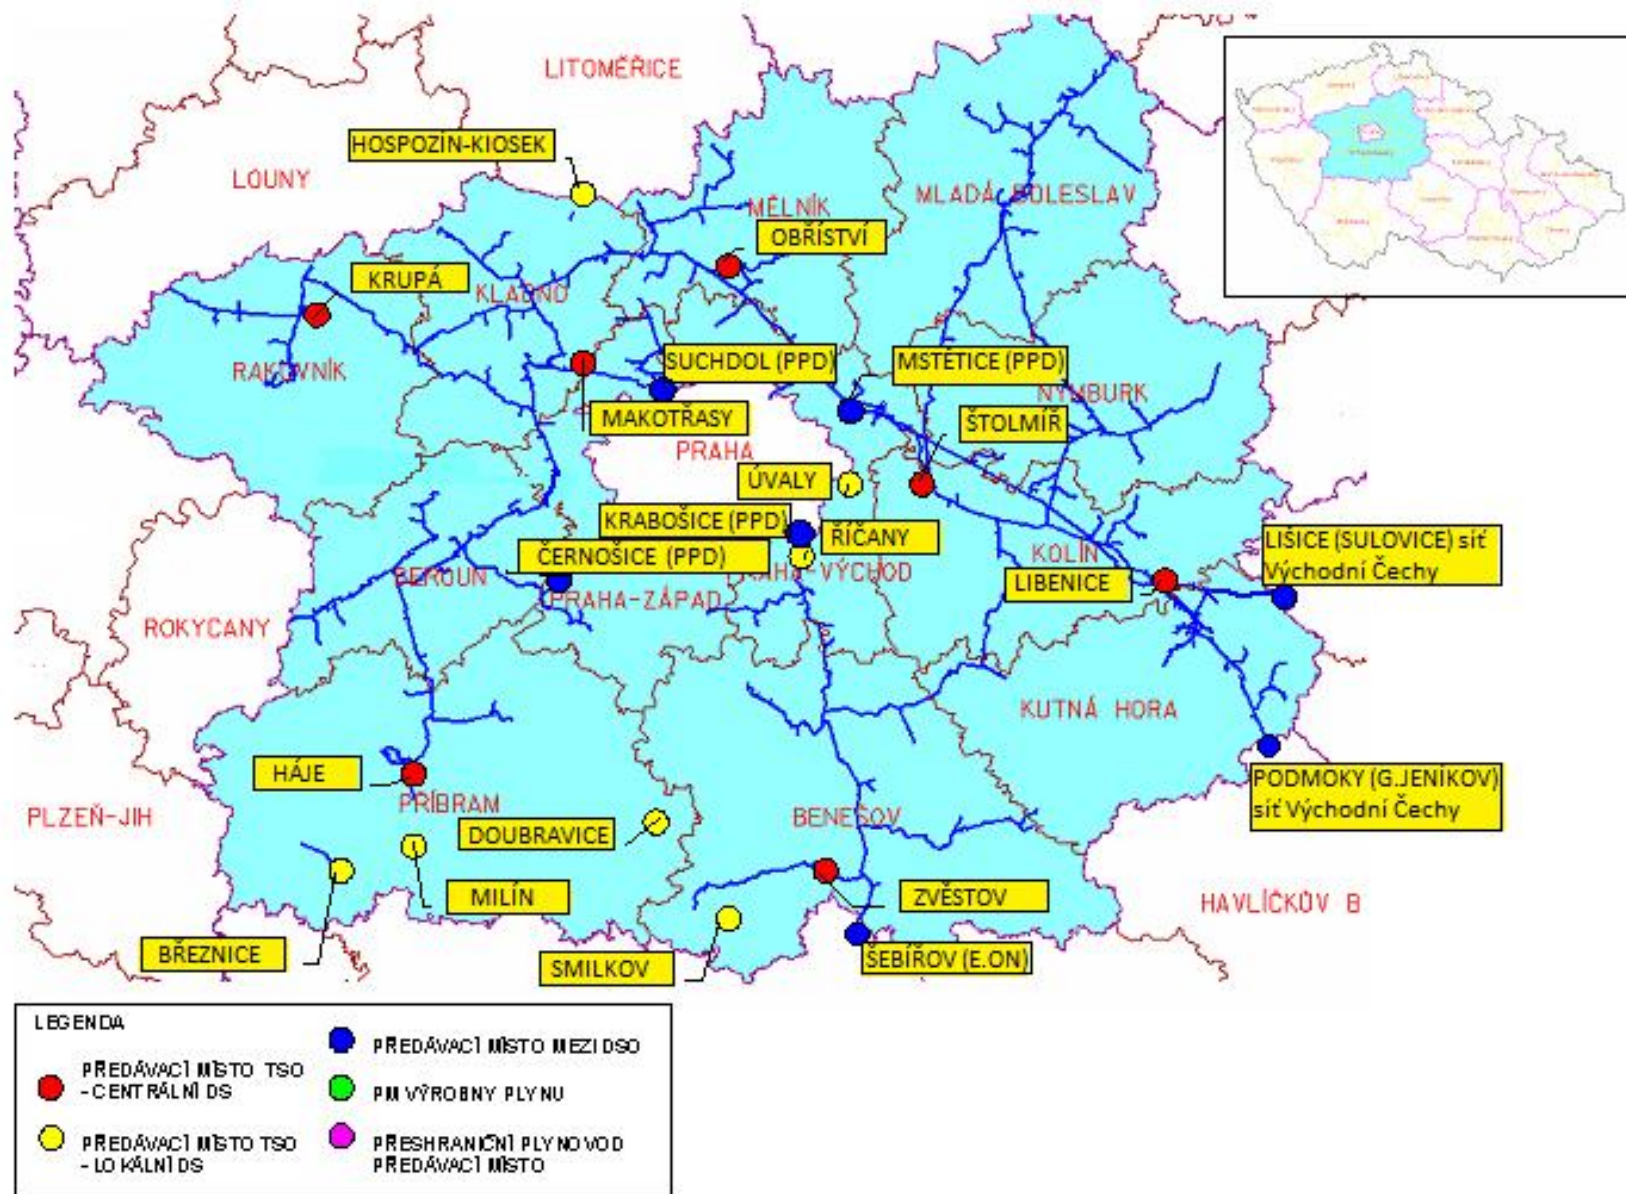 LITOMĚŘICE
HOSPOZÍN-KIOSEK
LOUNY
MLADÁ BOLESLAV
MĚLNÍK
OBŘÍSTVÍ
KRUPÁ
KLADNO
RAKOVNÍK
SUCHDOL (PPD)
MSTĚTICE (PPD)
NYMBURK
MAKOTŘASY
ŠTOLMÍŘ
PRAHA
ÚVALY
KRABOŠICE (PPD)
ŘÍČANY
ČERNOŠICE (PPD)
KOLÍN
LIŠICE (SULOVICE) síť
Východní Čechy
BEROUN
PRAHA-VÝCHOD
LIBENICE
PRAHA-ZÁPAD
ROKYCANY
KUTNÁ HORA
HÁJE
PŘÍBRAM
PODMOKY (G.JENÍKOV)
síť Východní Čechy
PLZEŇ-JIH
DOUBRAVICE
BENEŠOV
MILÍN
ZVĚSTOV
HAVLÍČKŮV B
BŘEZNICE
SMILKOV
ŠEBÍŘOV (E.ON)
LEGENDA
PŘEDÁVACÍ MÍSTO TSO
- CENTRÁLNÍ DS
PŘEDÁVACÍ MÍSTO TSO
- LOKÁLNÍ DS
PŘEDÁVACÍ MÍSTO MEZI DSO
PM VÝROBNY PLYNU
PŘESHRANIČNÍ PLYNOVOD
PŘEDÁVACÍ MÍSTO